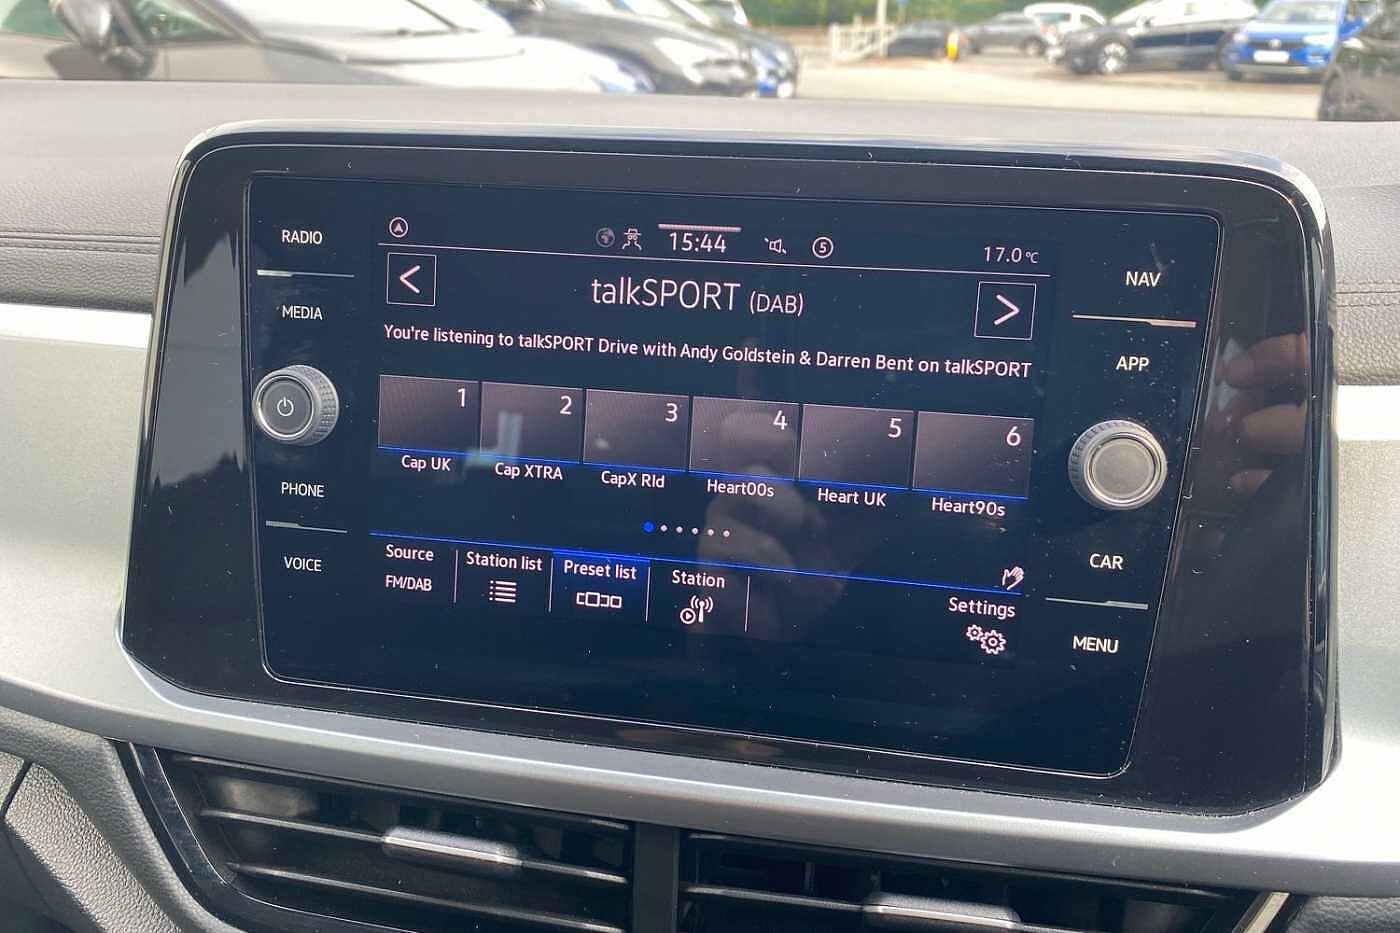 RADIO
MEDIA
PHONE
VOICE
15:44
5
17.0°C
talkSPORT (DAB)
You're listening to talkSPORT Drive with Andy Goldstein & Darren Bent on talkSPORT
1
2
3
4
5
6
Cap UK
Cap XTRA
CapX Rld
Heart00s
Heart UK
Heart90s
Source
FM/DAB
Station list
Preset list
Station
Settings
NAV
APP
CAR
MENU